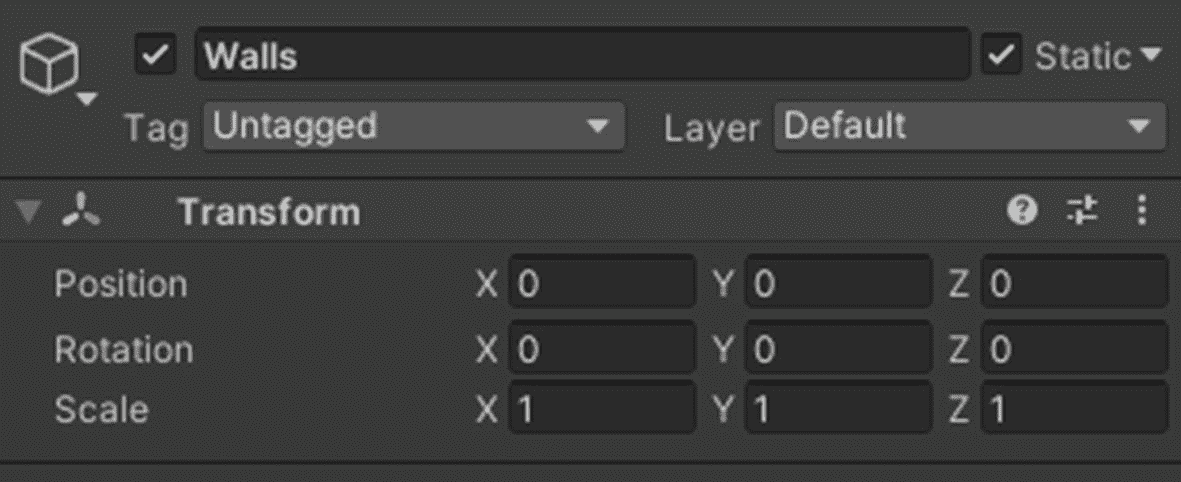 Walls Static
Tag Untagged Layer Default
Transform
Position X 0 Y 0 Z 0
Rotation X 0 Y 0 Z 0
Scale X 1 Y 1 Z 1